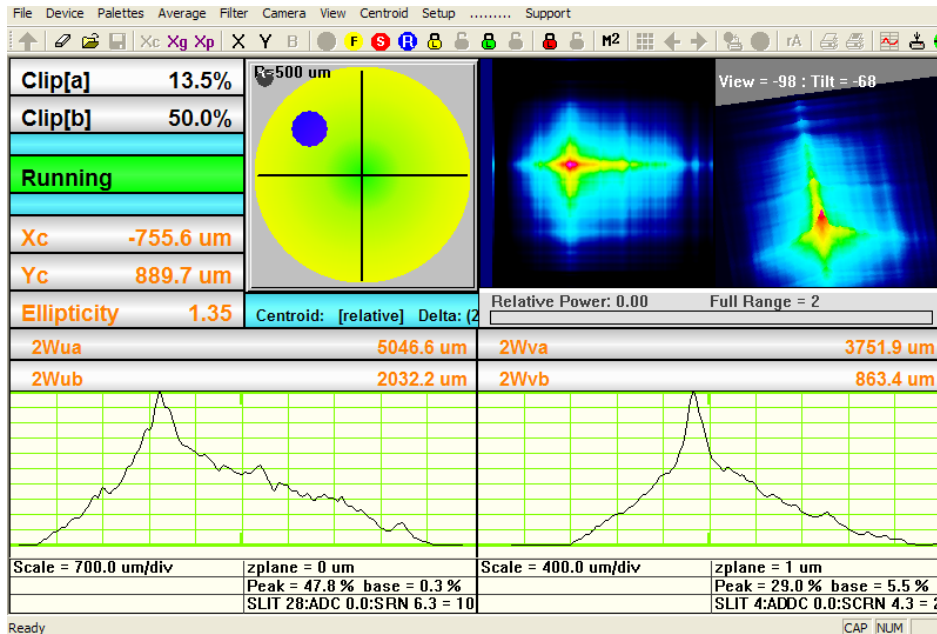 File Device Palettes Average Filter Camera View Centroid Setup ......... Support
Xc Xg Xp X Y B F S R L L L M² rA
Clip[a] 13.5%
Clip[b] 50.0%
Running
Xc -755.6 um
Yc 889.7 um
Ellipticity 1.35
R=500 um
Centroid: [relative] Delta: (2
View = -98 : Tilt = -68
Relative Power: 0.00 Full Range = 2
2Wua 5046.6 um
2Wub 2032.2 um
2Wva 3751.9 um
2Wvb 863.4 um
Scale = 700.0 um/div
zplane = 0 um
Peak = 47.8 % base = 0.3 %
SLIT 28:ADC 0.0:SRN 6.3 = 10
Scale = 400.0 um/div
zplane = 1 um
Peak = 29.0 % base = 5.5 %
SLIT 4:ADDC 0.0:SCRN 4.3 = 2
Ready CAP NUM